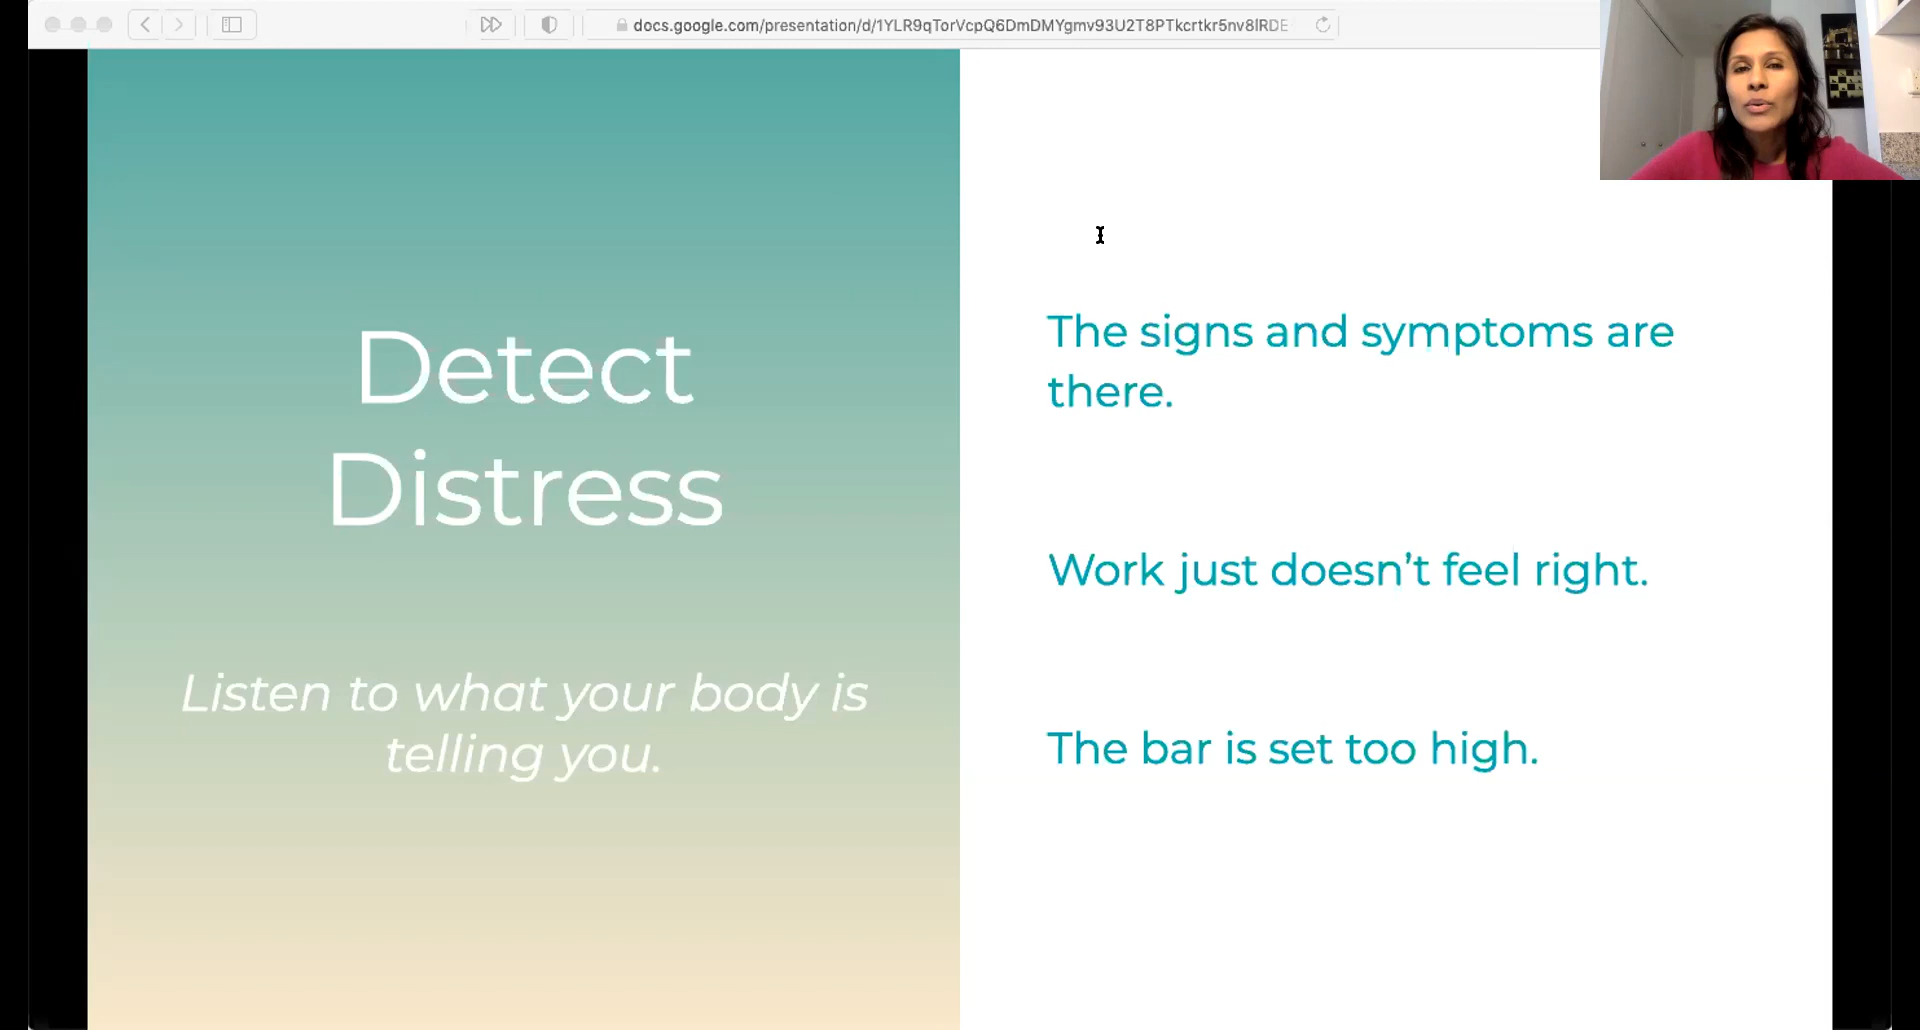 docs.google.com/presentation/d/1YLR9qTorVcpQ6DmDMYgmv93U2T8PTkcrtkr5nv8lRDE
Detect
Distress
Listen to what your body is
telling you.
The signs and symptoms are
there.
Work just doesn’t feel right.
The bar is set too high.